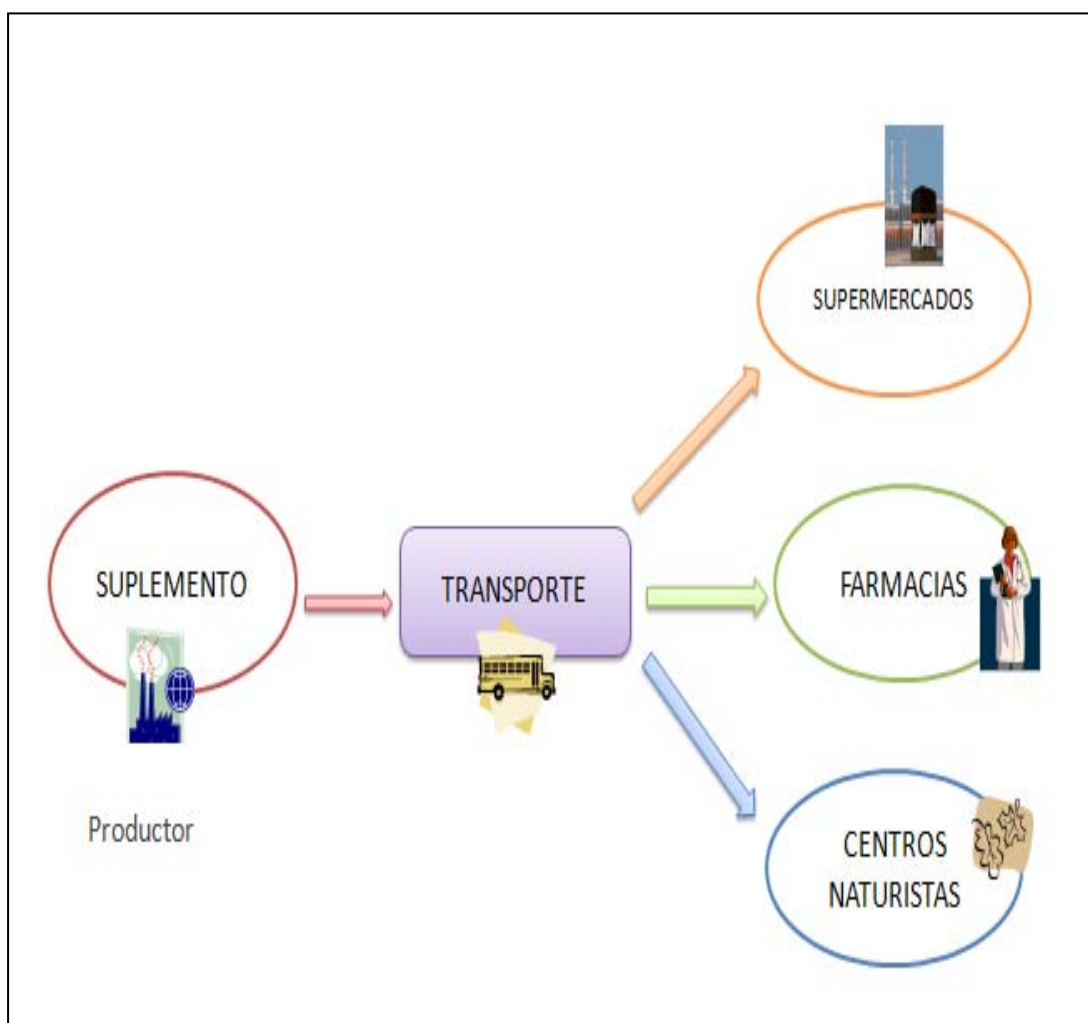 SUPERMERCADOS
SUPLEMENTO
TRANSPORTE
FARMACIAS
Productor
CENTROS
NATURISTAS